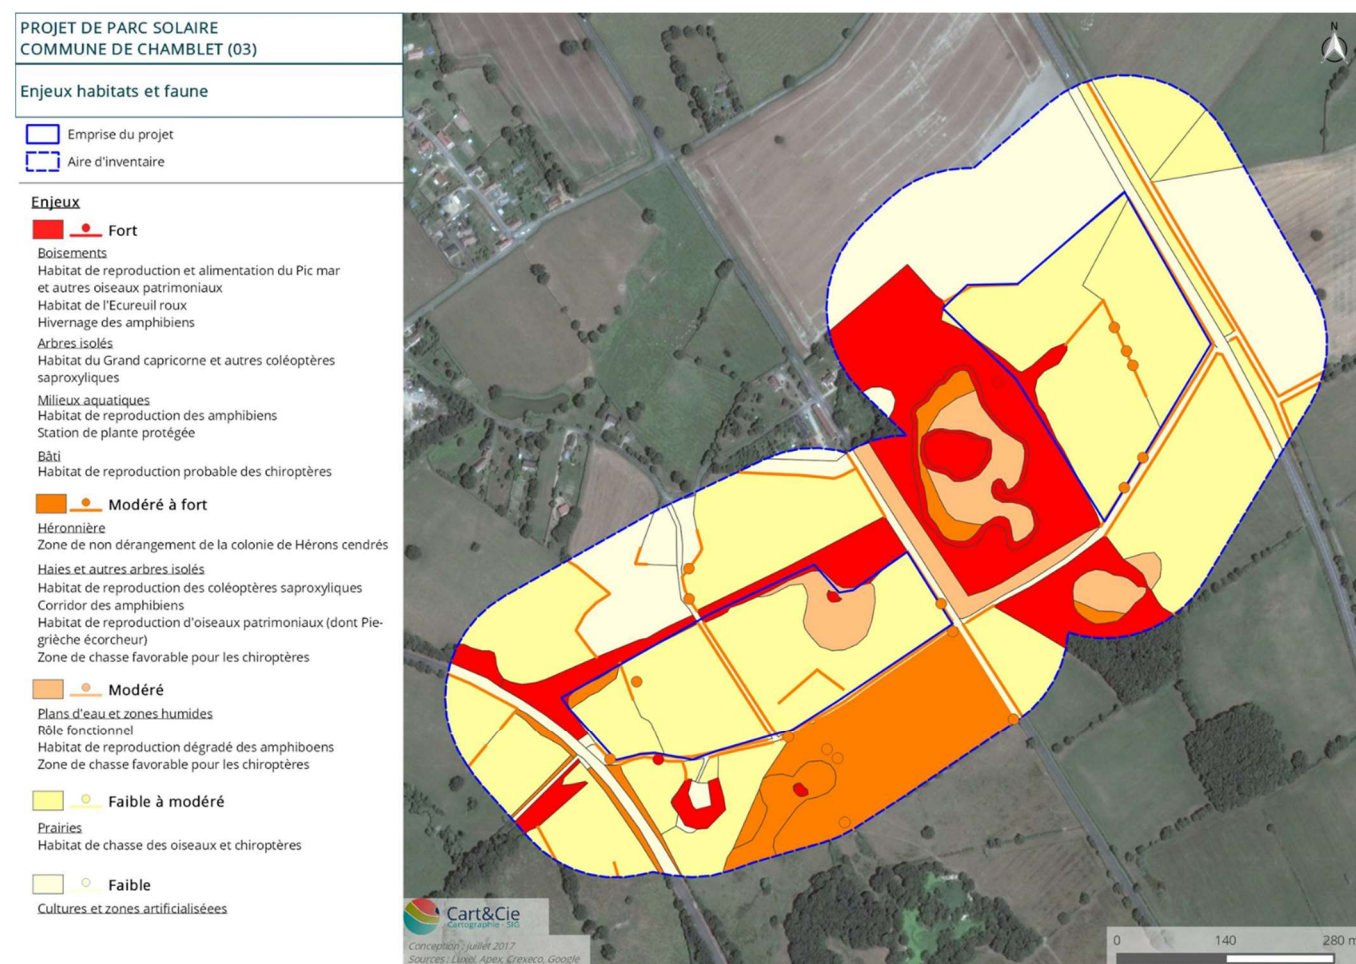 PROJET DE PARC SOLAIRE
COMMUNE DE CHAMBLET (03)
Enjeux habitats et faune
Emprise du projet
Aire d'inventaire
Enjeux
Fort
Boisements
Habitat de reproduction et alimentation du Pic mar
et autres oiseaux patrimoniaux
Habitat de l'Ecureuil roux
Hivernage des amphibiens
Arbres isolés
Habitat du Grand capricorne et autres coléoptères
saproxyliques
Milieux aquatiques
Habitat de reproduction des amphibiens
Station de plante protégée
Bâti
Habitat de reproduction probable des chiroptères
Modéré à fort
Héronnière
Zone de non dérangement de la colonie de Hérons cendrés
Haies et autres arbres isolés
Habitat de reproduction des coléoptères saproxyliques
Corridor des amphibiens
Habitat de reproduction d'oiseaux patrimoniaux (dont Pie-
grièche écorcheur)
Zone de chasse favorable pour les chiroptères
Modéré
Plans d'eau et zones humides
Rôle fonctionnel
Habitat de reproduction dégradé des amphiboens
Zone de chasse favorable pour les chiroptères
Faible à modéré
Prairies
Habitat de chasse des oiseaux et chiroptères
Faible
Cultures et zones artificialiséees
N
Cart&Cie
Cartographie - SIG
Conception : juillet 2017
Sources : Luxel, Apex, Crexeco, Google
0 140 280 m